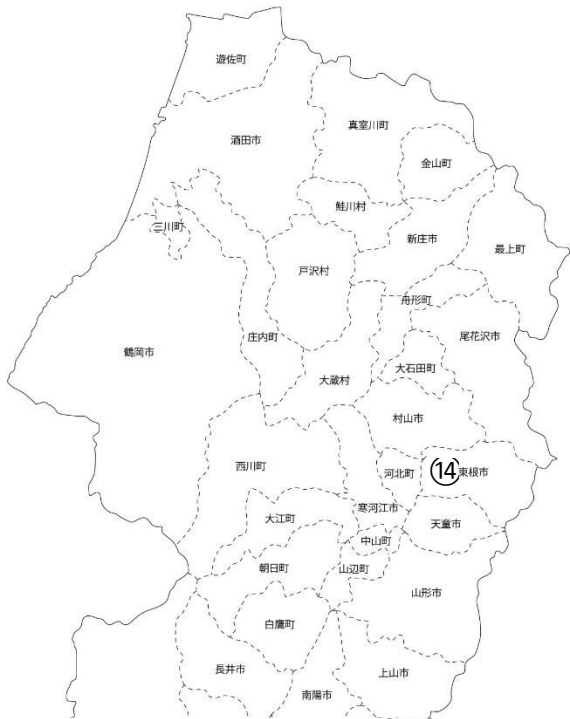 遊佐町
真室川町
酒田市
金山町
鮭川村
三川町
新庄市
最上町
戸沢村
舟形町
庄内町
尾花沢市
鶴岡市
大石田町
大蔵村
村山市
西川町
河北町
⑭東根市
寒河江市
大江町
天童市
中山町
朝日町
山辺町
山形市
白鷹町
長井市
上山市
南陽市